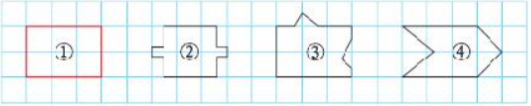 ① ② ③ ④